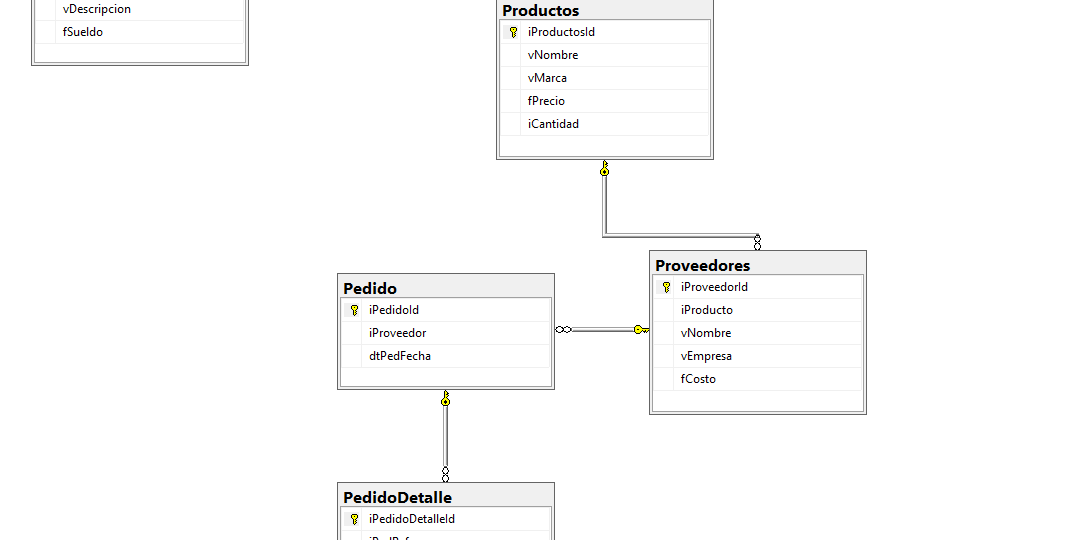 vDescripcion
fSueldo
Productos
iProductosId
vNombre
vMarca
fPrecio
iCantidad
Proveedores
iProveedorId
iProducto
vNombre
vEmpresa
fCosto
Pedido
iPedidoId
iProveedor
dtPedFecha
PedidoDetalle
iPedidoDetalleId